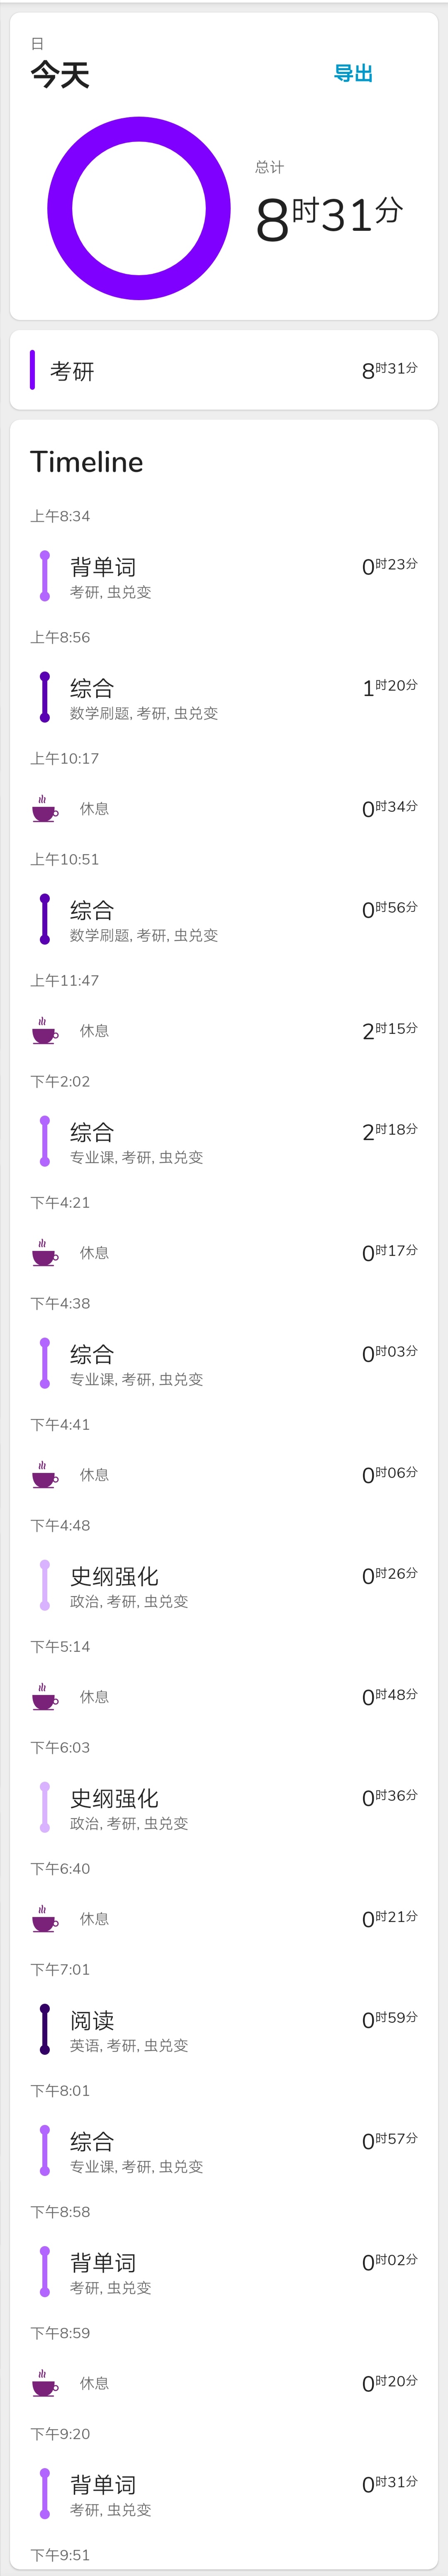 日
今天
导出
总计
8时31分
考研
8时31分
Timeline
上午8:34
背单词
0时23分
考研, 虫兑变
上午8:56
综合
1时20分
数学刷题, 考研, 虫兑变
上午10:17
休息
0时34分
上午10:51
综合
0时56分
数学刷题, 考研, 虫兑变
上午11:47
休息
2时15分
下午2:02
综合
2时18分
专业课, 考研, 虫兑变
下午4:21
休息
0时17分
下午4:38
综合
0时03分
专业课, 考研, 虫兑变
下午4:41
休息
0时06分
下午4:48
史纲强化
0时26分
政治, 考研, 虫兑变
下午5:14
休息
0时48分
下午6:03
史纲强化
0时36分
政治, 考研, 虫兑变
下午6:40
休息
0时21分
下午7:01
阅读
0时59分
英语, 考研, 虫兑变
下午8:01
综合
0时57分
专业课, 考研, 虫兑变
下午8:58
背单词
0时02分
考研, 虫兑变
下午8:59
休息
0时20分
下午9:20
背单词
0时31分
考研, 虫兑变
下午9:51